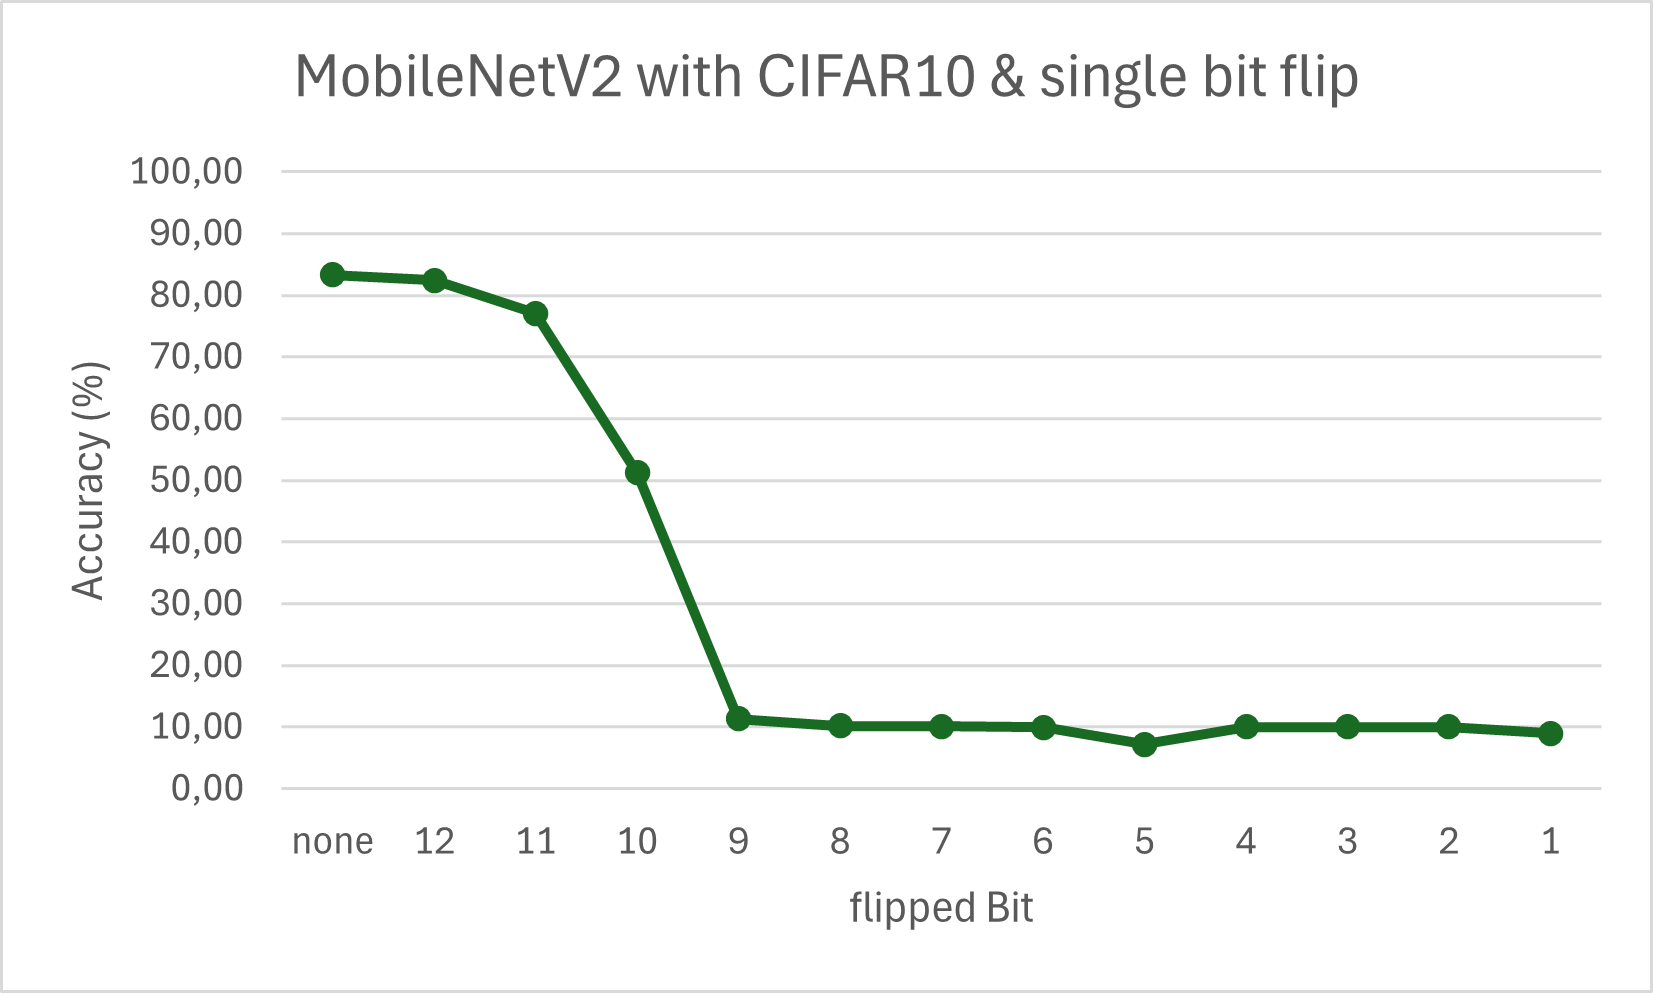 MobileNetV2 with CIFAR10 & single bit flip
100,00
90,00
80,00
70,00
60,00
50,00
40,00
30,00
20,00
10,00
0,00
Accuracy (%)
none 12 11 10 9 8 7 6 5 4 3 2 1
flipped Bit